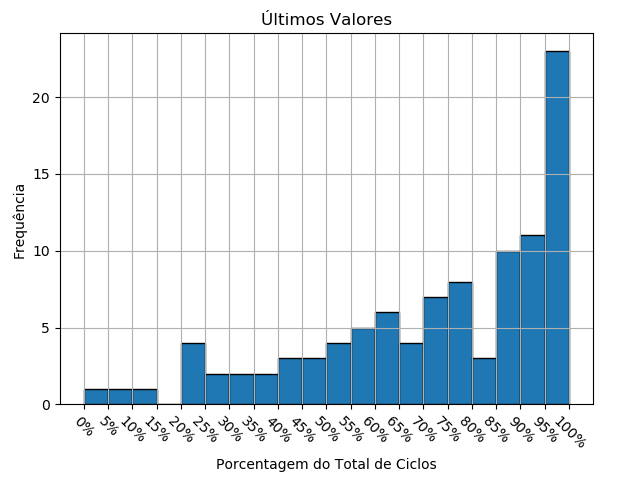 Últimos Valores
Frequência
20
15
10
5
0
0% 5% 10% 15% 20% 25% 30% 35% 40% 45% 50% 55% 60% 65% 70% 75% 80% 85% 90% 95% 100%
Porcentagem do Total de Ciclos